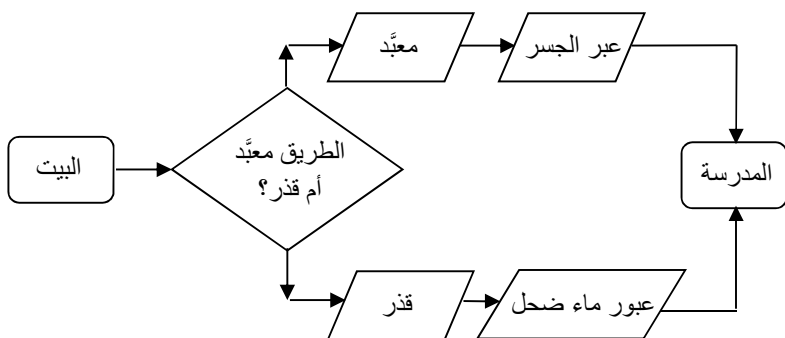 معبَّد
عبر الجسر
البيت
الطريق معبَّد
أم قذر؟
المدرسة
قذر
عبور ماء ضحل